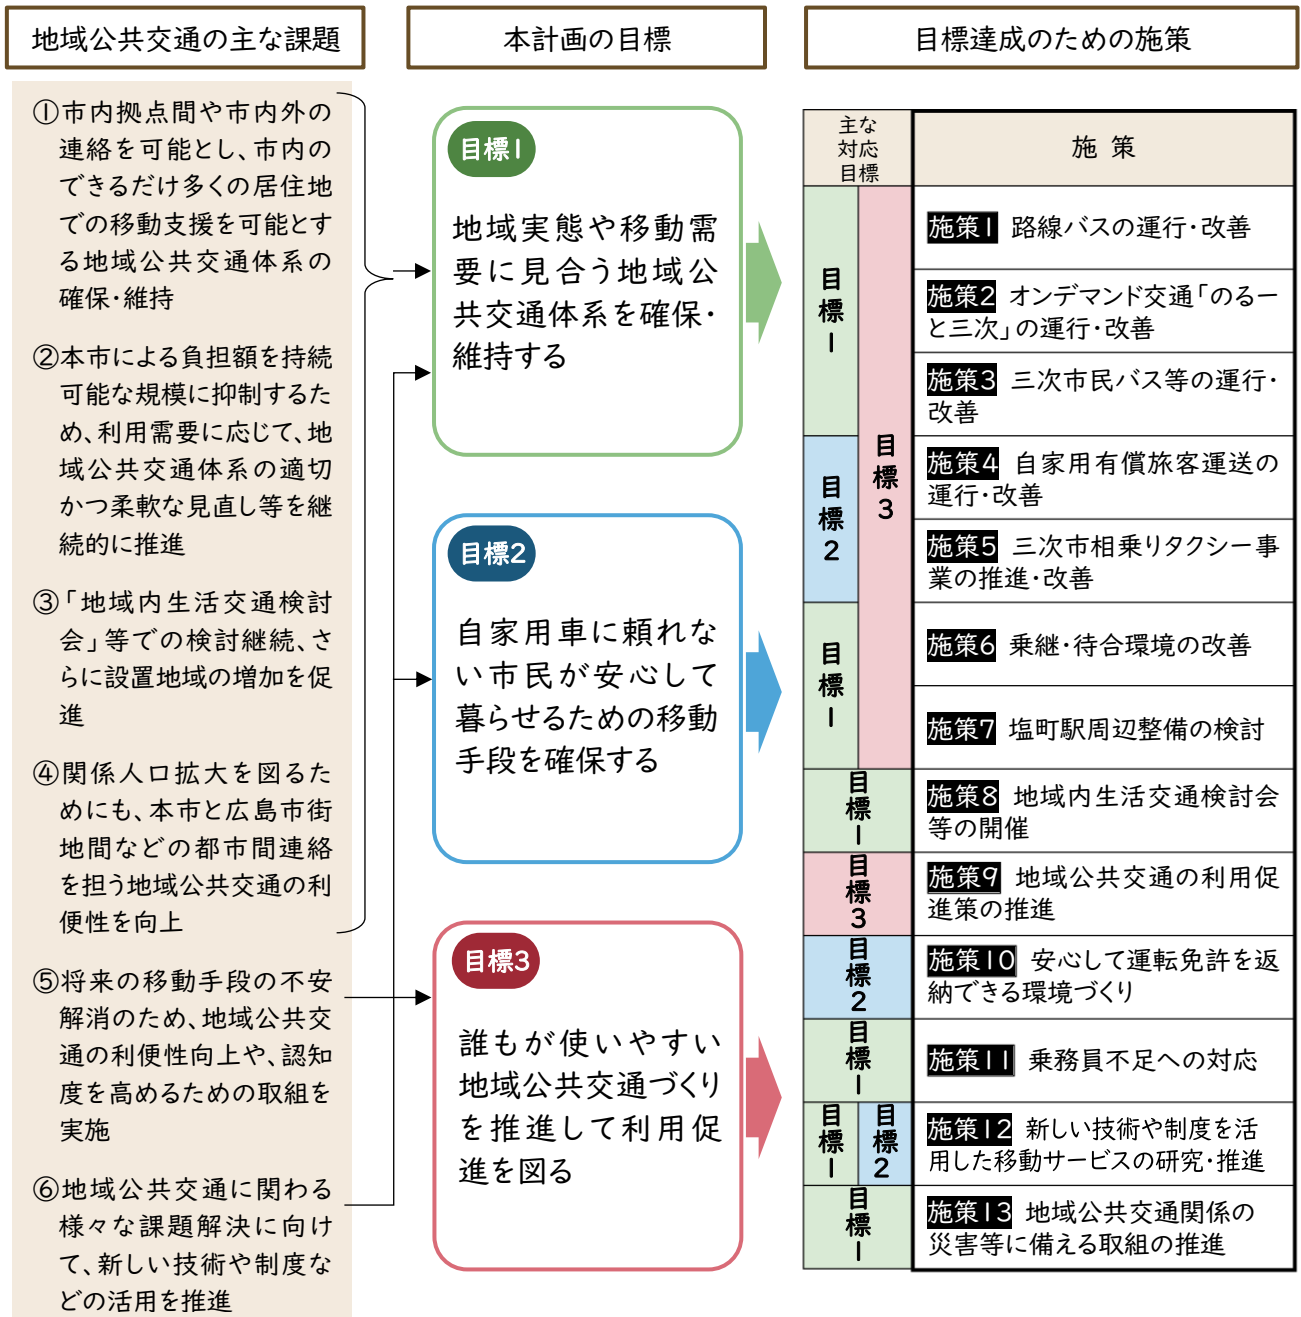 地域公共交通の主な課題
①市内拠点間や市内外の
連絡を可能とし、市内の
できるだけ多くの居住地
での移動支援を可能とす
る地域公共交通体系の
確保・維持
②本市による負担額を持続
可能な規模に抑制するた
め、利用需要に応じて、地
域公共交通体系の適切
かつ柔軟な見直し等を継
続的に推進
③「地域内生活交通検討
会」等での検討継続、さ
らに設置地域の増加を促
進
④関係人口拡大を図るた
めにも、本市と広島市街
地間などの都市間連絡
を担う地域公共交通の利
便性を向上
⑤将来の移動手段の不安
解消のため、地域公共交
通の利便性向上や、認知
度を高めるための取組を
実施
⑥地域公共交通に関わる
様々な課題解決に向け
て、新しい技術や制度な
どの活用を推進
本計画の目標
目標1
地域実態や移動需
要に見合う地域公
共交通体系を確保・
維持する
目標2
自家用車に頼れな
い市民が安心して
暮らせるための移動
手段を確保する
目標3
誰もが使いやすい
地域公共交通づくり
を推進して利用促
進を図る
目標達成のための施策
主な
対応
目標
施 策
目標1
目標3
施策1 路線バスの運行・改善
施策2 オンデマンド交通「のるー
と三次」の運行・改善
施策3 三次市民バス等の運行・
改善
目標2
施策4 自家用有償旅客運送の
運行・改善
施策5 三次市相乗りタクシー事
業の推進・改善
目標1
施策6 乗継・待合環境の改善
施策7 塩町駅周辺整備の検討
目標1
施策8 地域内生活交通検討会
等の開催
目標3
施策9 地域公共交通の利用促
進策の推進
目標2
施策10 安心して運転免許を返
納できる環境づくり
目標1
施策11 乗務員不足への対応
目標1
目標2
施策12 新しい技術や制度を活
用した移動サービスの研究・推進
目標1
施策13 地域公共交通関係の
災害等に備える取組の推進